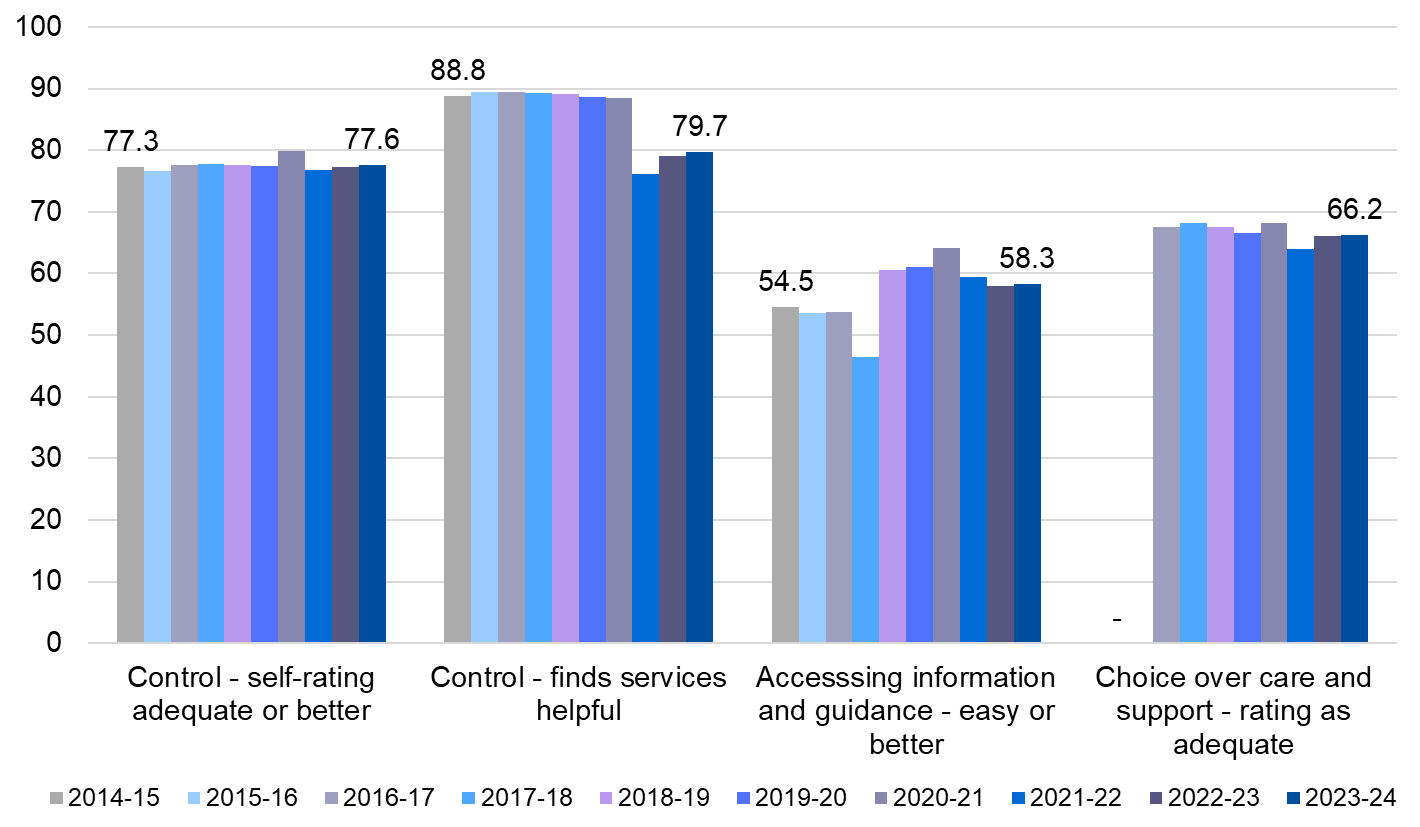 100
90
80
70
60
50
40
30
20
10
0
77.3
77.6
88.8
79.7
54.5
58.3
-
66.2
Control - self-rating
adequate or better
Control - finds services
helpful
Accesssing information
and guidance - easy or
better
Choice over care and
support - rating as
adequate
2014-15 2015-16 2016-17 2017-18 2018-19 2019-20 2020-21 2021-22 2022-23 2023-24